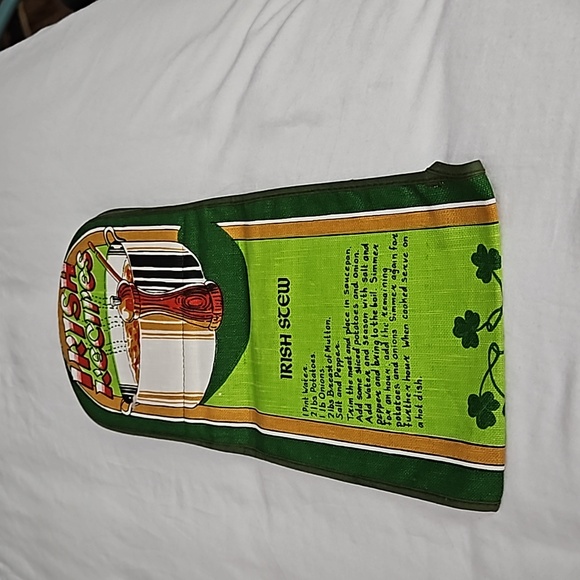 IRISH
RECIPES
IRISH STEW
1 Pint Water.
2 lbs Potatoes.
1 lb Onions.
2 lbs Breast of Mutton.
Salt and Pepper.
Trim the meat and place in saucepan.
Add some sliced potatoes and onion.
Add water and season with salt and
pepper and bring to the boil. Simmer
for an hour: add the remaining
potatoes and onions Simmer again for
further hour. When cooked serve on
a hot dish.